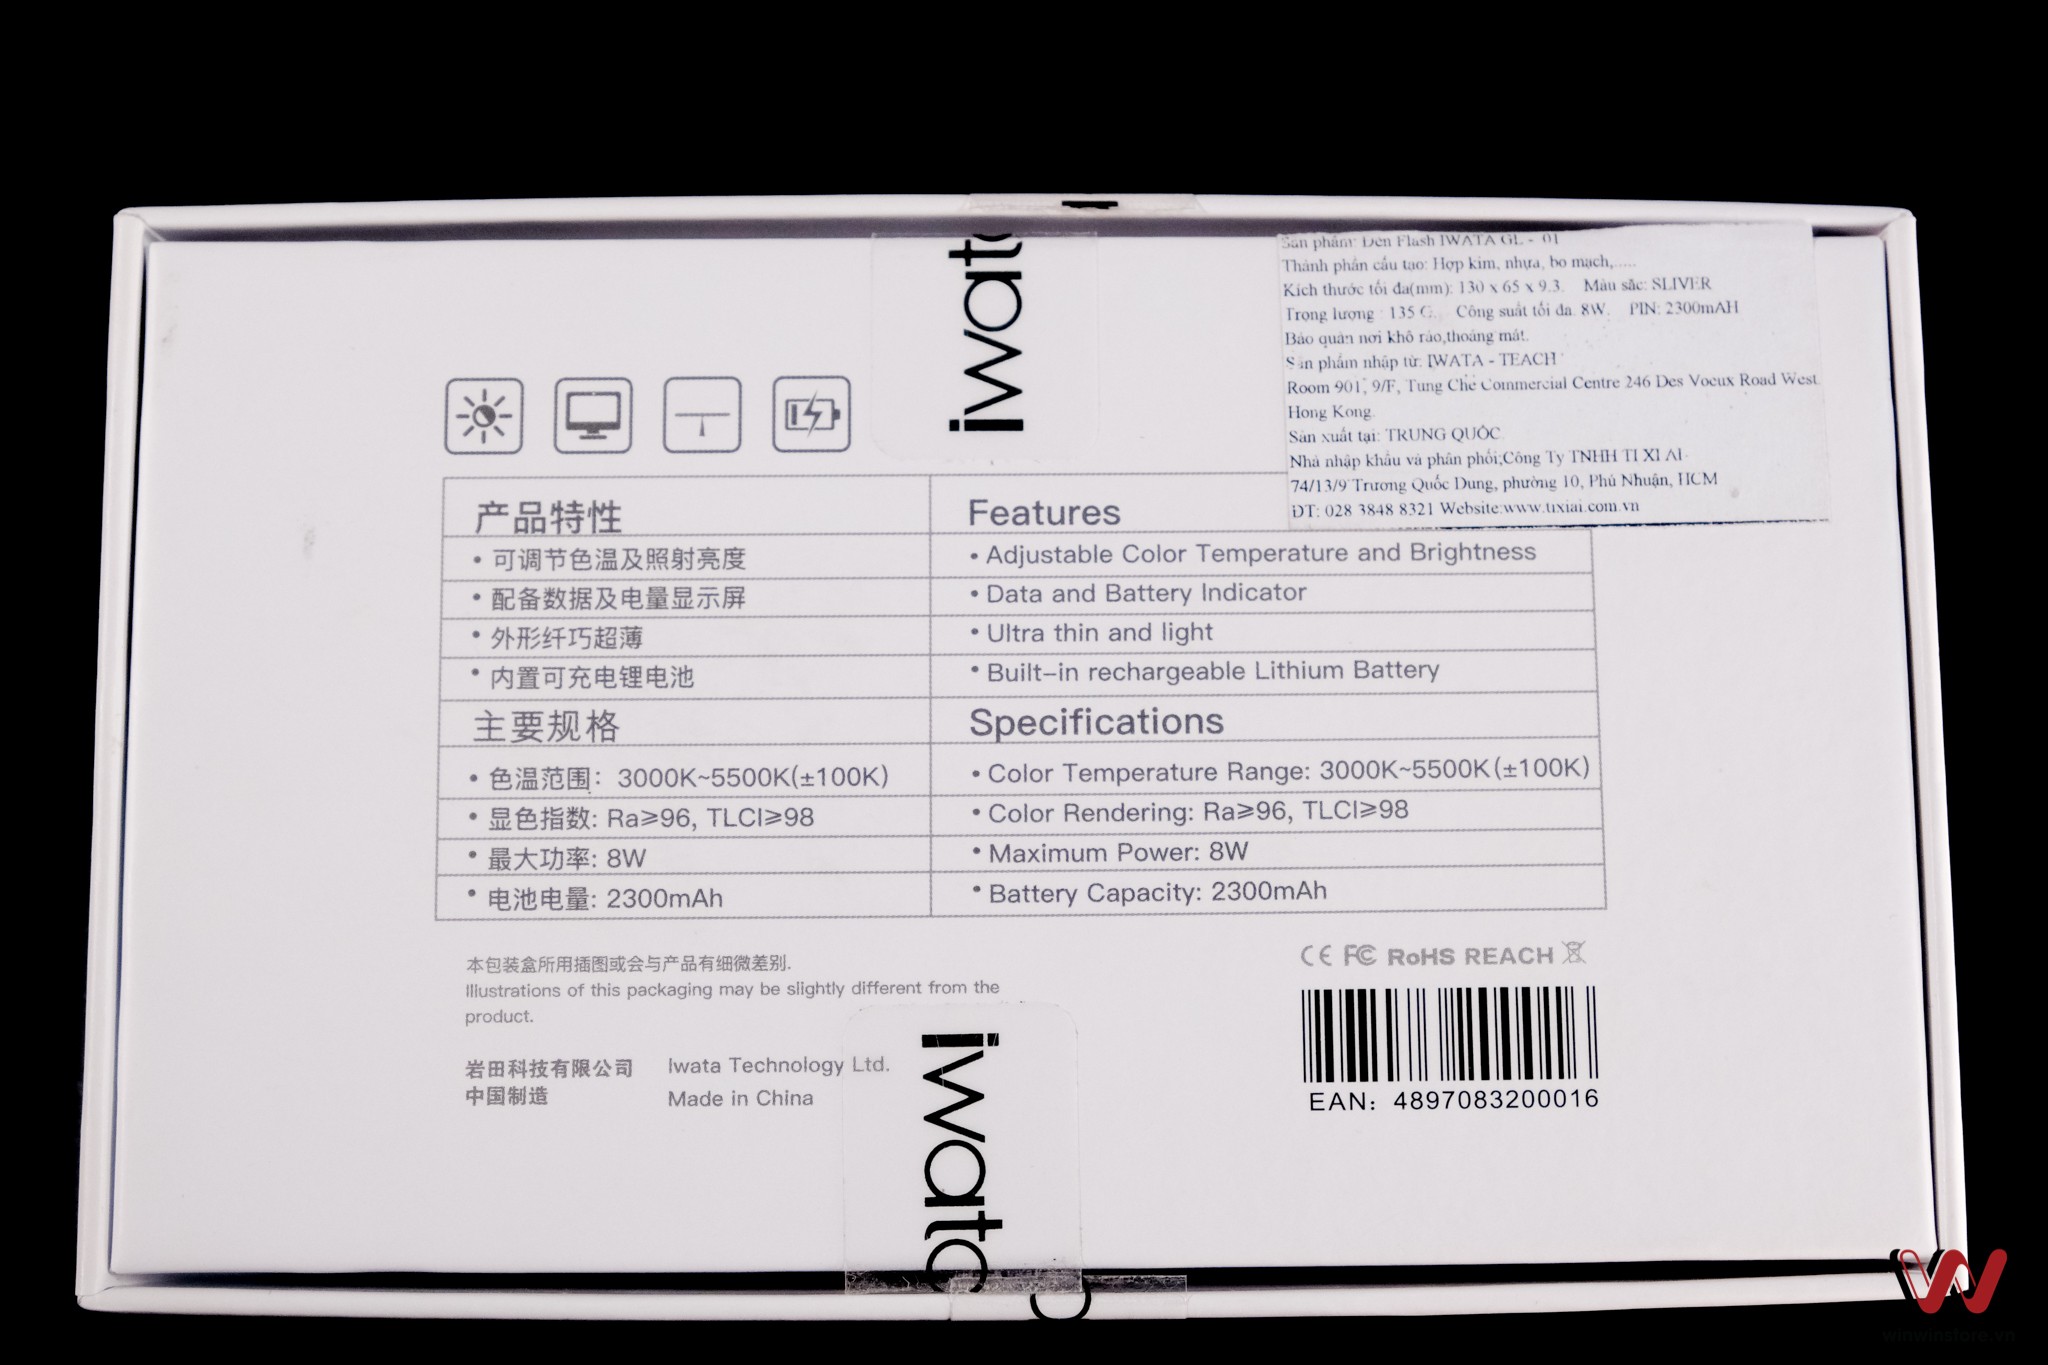 iwata
Sản phẩm: Đèn Flash IWATA GL - 01
Thành phần cấu tạo: Hợp kim, nhựa, bo mạch,.....
Kích thước tối đa(mm): 130 x 65 x 9.3. Màu sắc: SLIVER
Trọng lượng : 135 G. Công suất tối đa. 8W. PIN: 2300mAH
Bảo quản nơi khô ráo,thoáng mát.
Sản phẩm nhập từ: IWATA - TEACH
Room 901, 9/F, Tung Che Commercial Centre 246 Des Voeux Road West.
Hong Kong.
Sản xuất tại: TRUNG QUỐC
Nhà nhập khẩu và phân phối;Công Ty TNHH TI XI AI
74/13/9 Trương Quốc Dung, phường 10, Phú Nhuận, HCM
ĐT: 028 3848 8321 Website:www.tixiai.com.vn
产品特性 Features
• 可调节色温及照射亮度 • Adjustable Color Temperature and Brightness
• 配备数据及电量显示屏 • Data and Battery Indicator
• 外形纤巧超薄 • Ultra thin and light
• 内置可充电锂电池 • Built-in rechargeable Lithium Battery
主要规格 Specifications
• 色温范围: 3000K~5500K(±100K) • Color Temperature Range: 3000K~5500K(±100K)
• 显色指数: Ra≥96, TLCI≥98 • Color Rendering: Ra≥96, TLCI≥98
• 最大功率: 8W • Maximum Power: 8W
• 电池电量: 2300mAh • Battery Capacity: 2300mAh
本包装盒所用插图或会与产品有细微差别.
Illustrations of this packaging may be slightly different from the
product.
CE FC RoHS REACH
岩田科技有限公司 Iwata Technology Ltd.
中国制造 Made in China
EAN: 4897083200016
iwata
winwinstore.vn